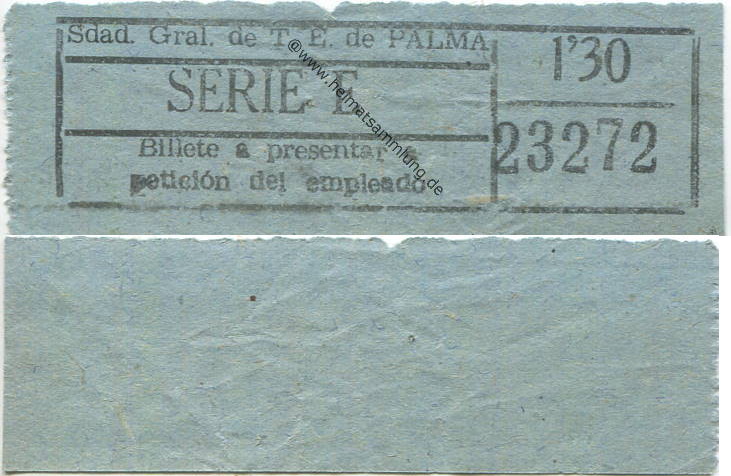 Sdad. Gral. de T. E. de PALMA
SERIE E
Billete a presentar a
petición del empleado
1'30
23272
@www.heimatsammlung.de